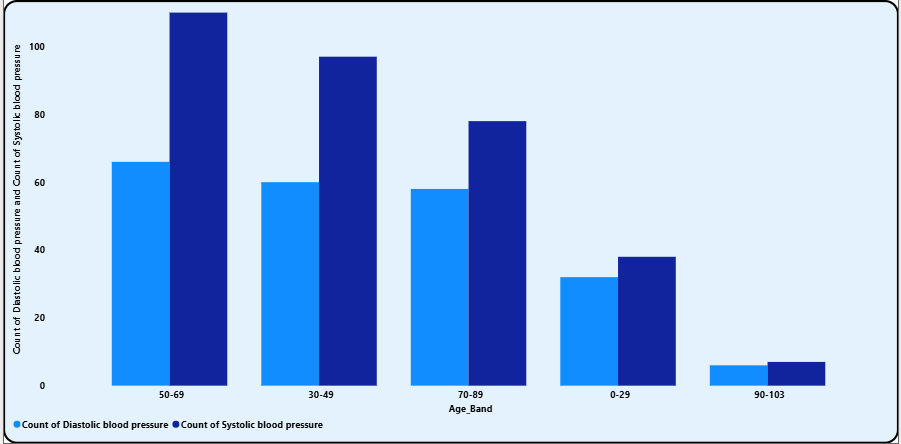 Count of Diastolic blood pressure and Count of Systolic blood pressure
100
80
60
40
20
0
50-69
30-49
70-89
0-29
90-103
Age_Band
Count of Diastolic blood pressure
Count of Systolic blood pressure